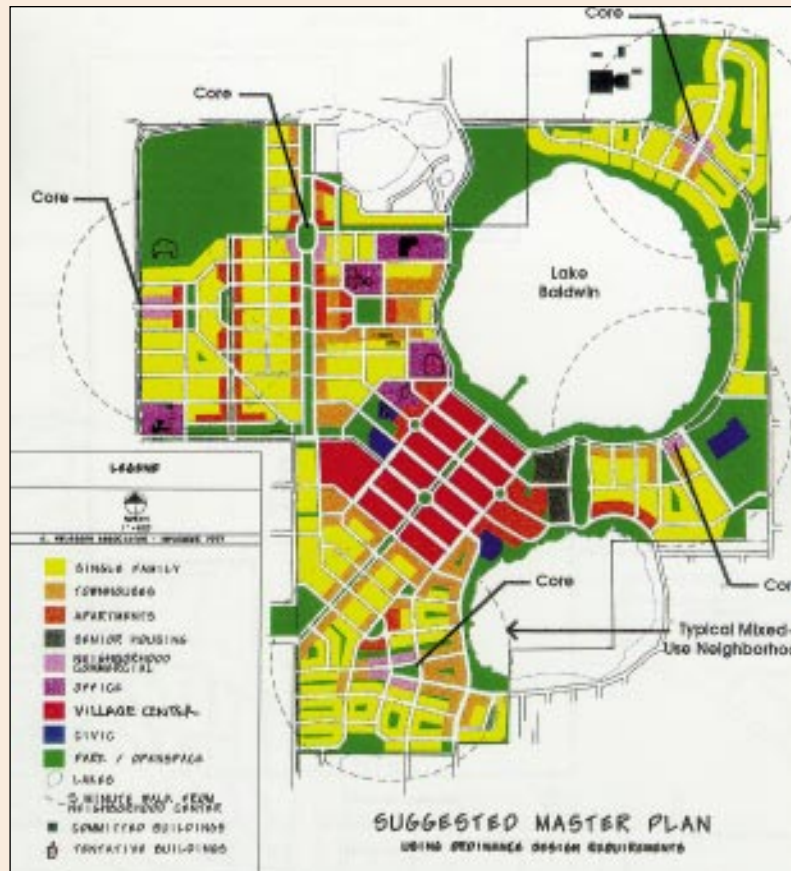 Core
Core
Core
Lake
Baldwin
LEGEND
SINGLE FAMILY
TOWNHOUSES
APARTMENTS
SENIOR HOUSING
NEIGHBORHOOD
COMMERCIAL
OFFICE
VILLAGE CENTER
CIVIC
PARK / OPENSPACE
LAKES
5 MINUTE WALK FROM
NEIGHBORHOOD CENTER
COMMITTED BUILDINGS
TENTATIVE BUILDINGS
Core
Cor
Typical Mixed-
Use Neighborho
SUGGESTED MASTER PLAN
USING ORDINANCE DESIGN REQUIREMENTS